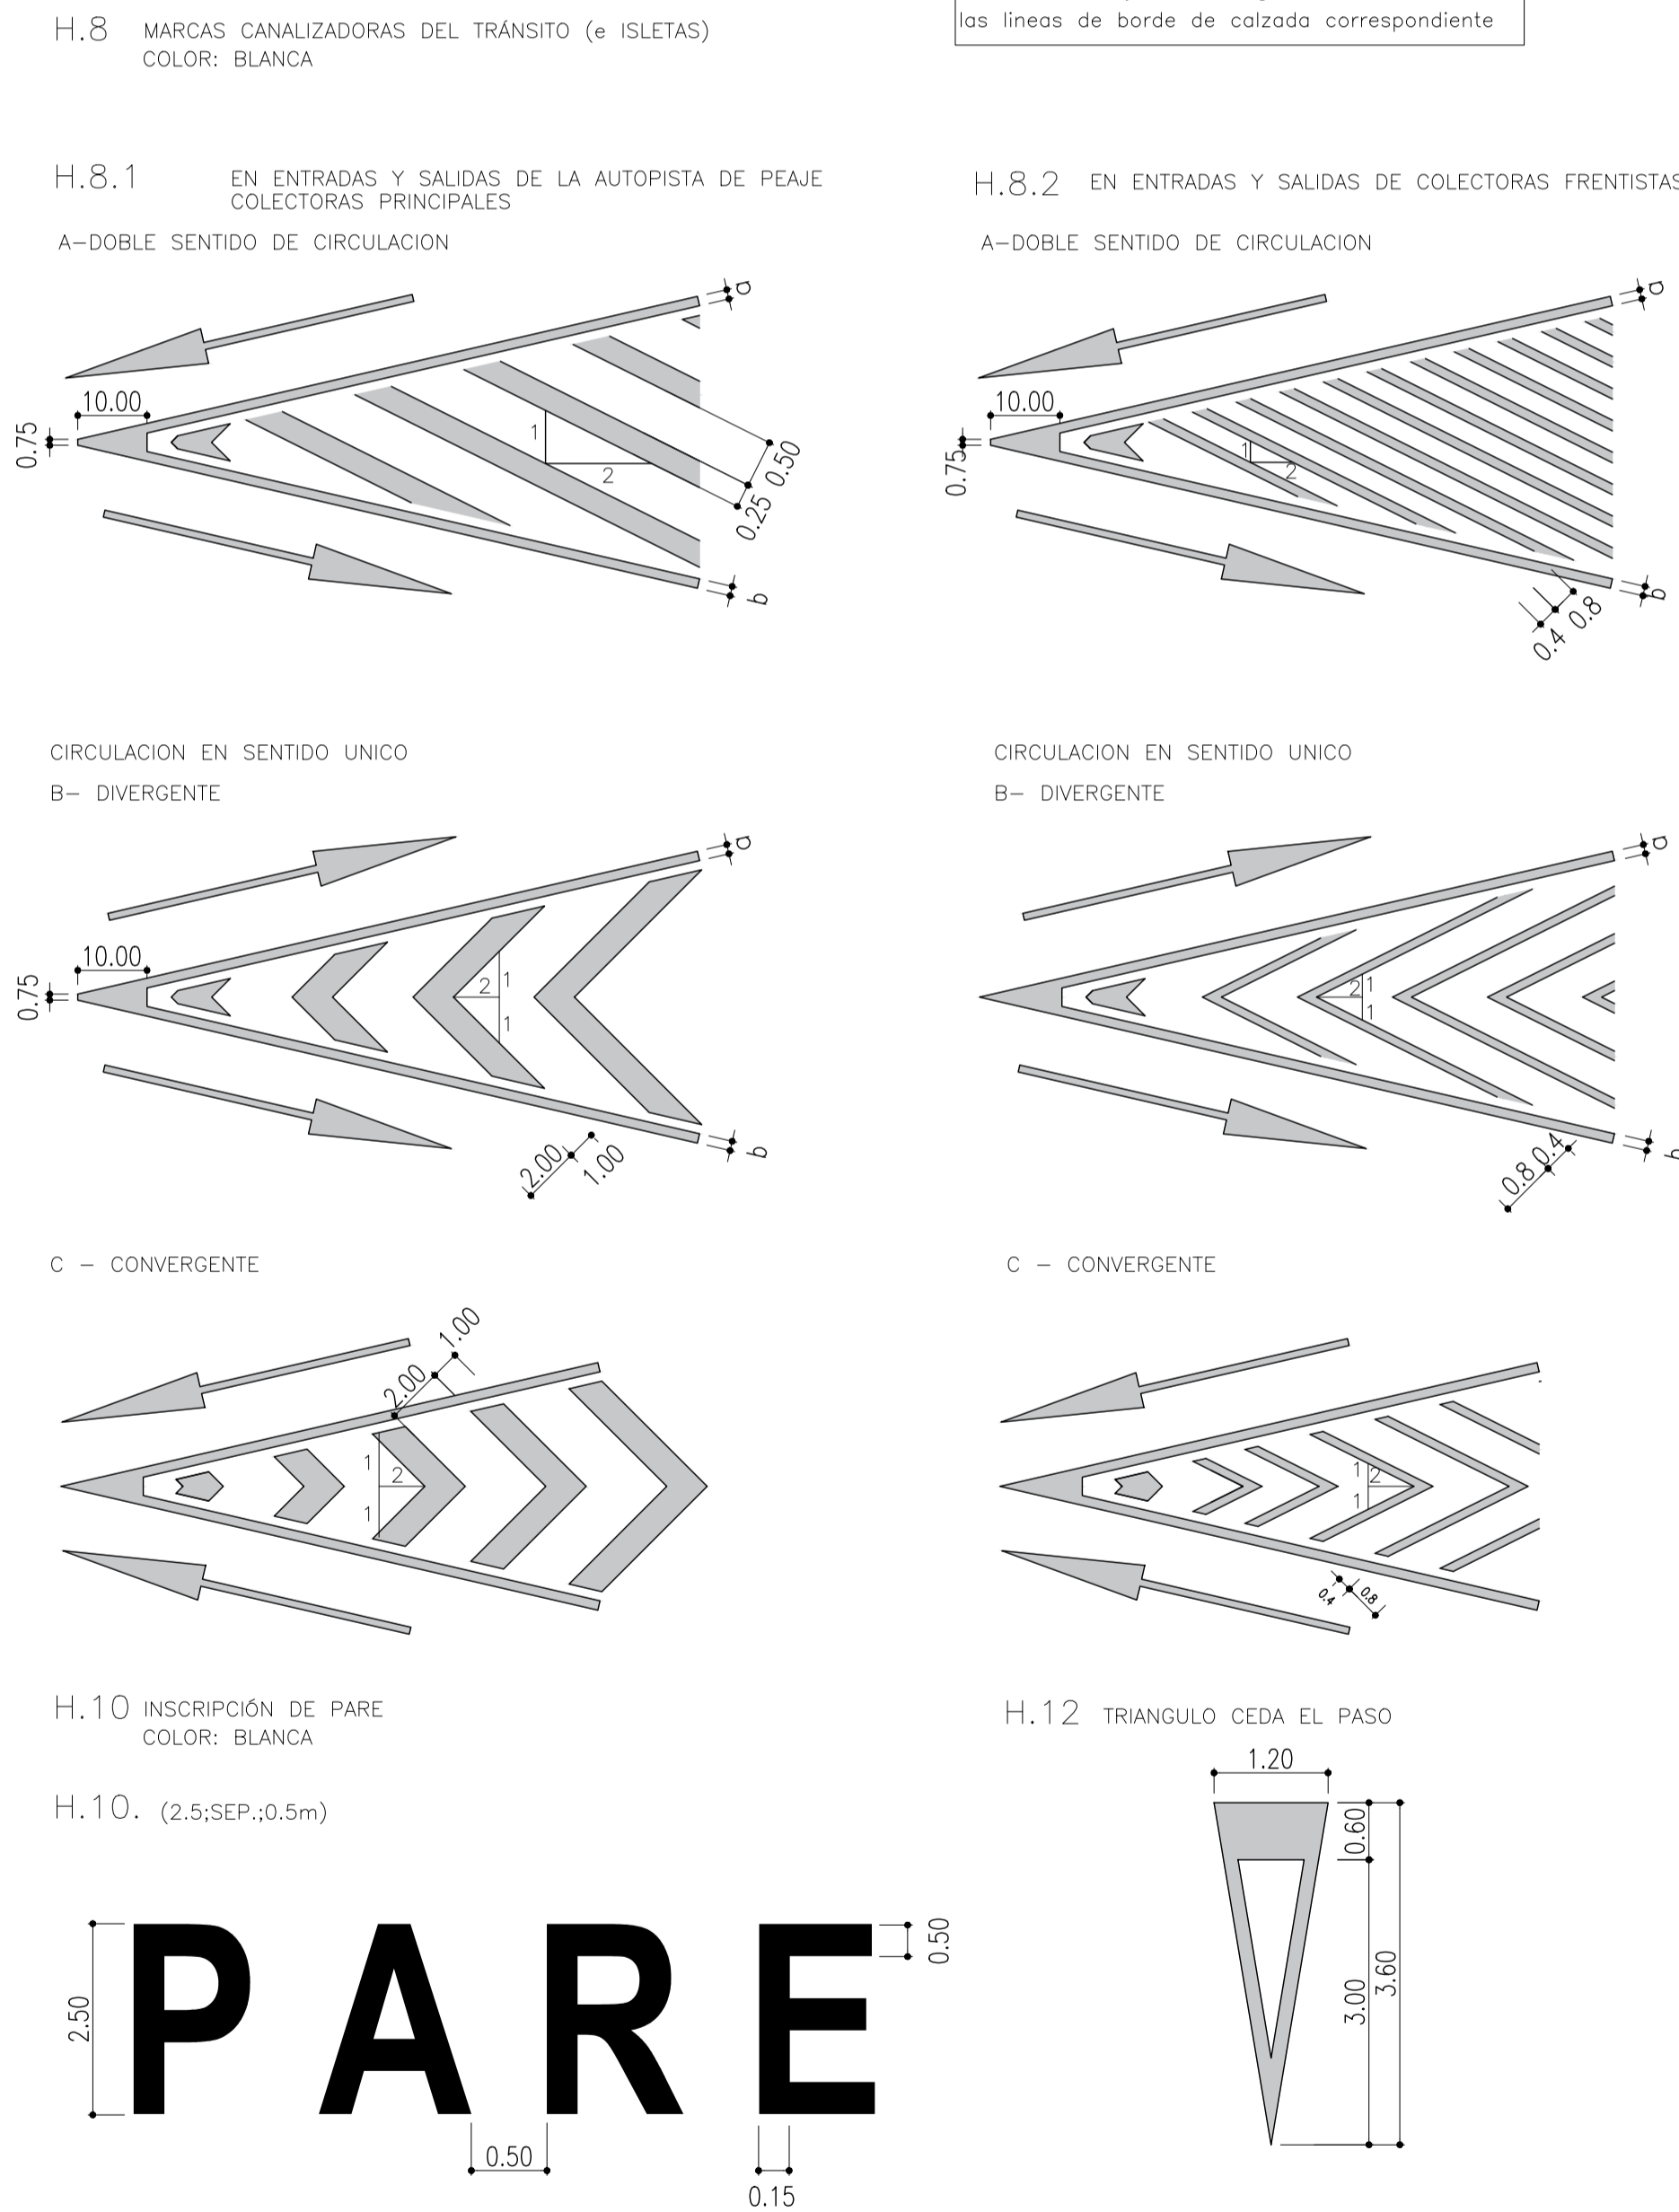 H.8 MARCAS CANALIZADORAS DEL TRÁNSITO (e ISLETAS)
COLOR: BLANCA
las lineas de borde de calzada correspondiente
H.8.1 EN ENTRADAS Y SALIDAS DE LA AUTOPISTA DE PEAJE
COLECTORAS PRINCIPALES
A-DOBLE SENTIDO DE CIRCULACION
a
10.00
0.75
1
2
0.50
0.25
b
H.8.2 EN ENTRADAS Y SALIDAS DE COLECTORAS FRENTISTAS
A-DOBLE SENTIDO DE CIRCULACION
a
10.00
0.75
1
2
b
0.8
0.4
CIRCULACION EN SENTIDO UNICO
B- DIVERGENTE
a
10.00
0.75
2
1
1
b
2.00
1.00
CIRCULACION EN SENTIDO UNICO
B- DIVERGENTE
a
2
1
1
b
0.8
0.4
C - CONVERGENTE
1.00
2.00
1
2
1
C - CONVERGENTE
1
2
1
0.4
0.8
H.10 INSCRIPCIÓN DE PARE
COLOR: BLANCA
H.10. (2.5;SEP.;0.5m)
PARE
2.50
0.50
0.50
0.15
H.12 TRIANGULO CEDA EL PASO
1.20
0.60
3.00
3.60